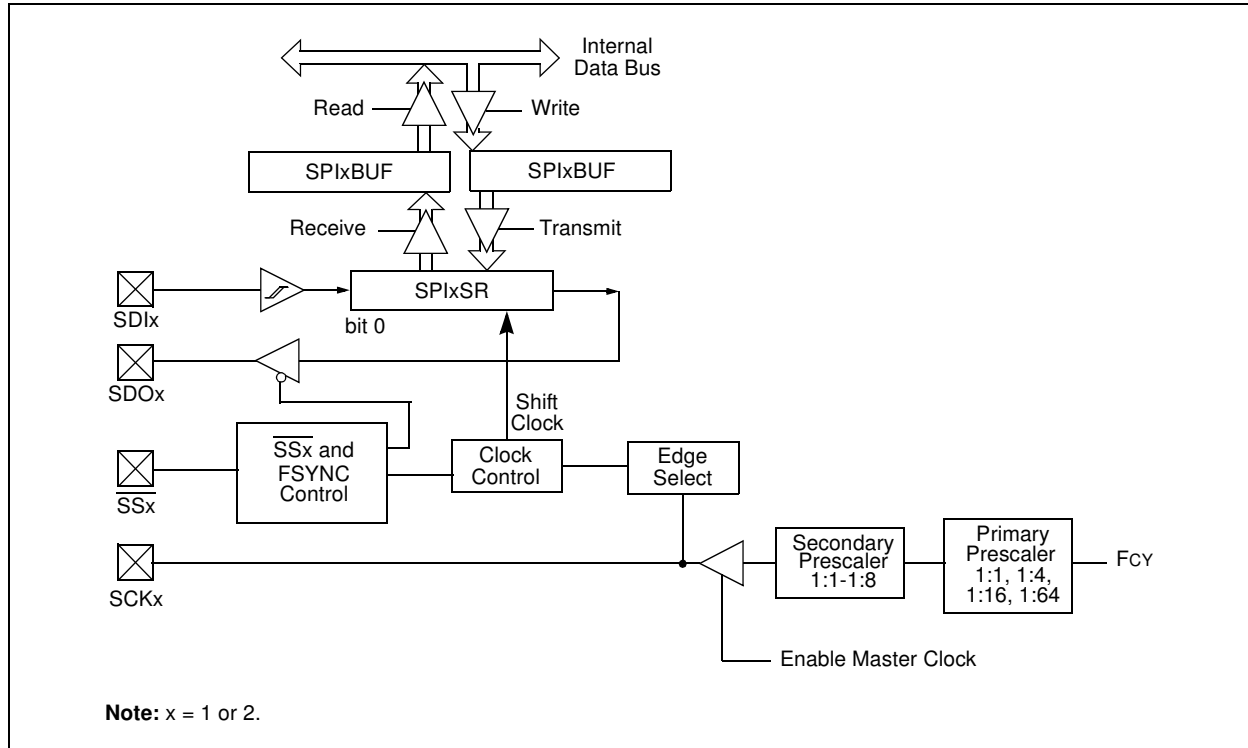 Internal
Data Bus
Read
Write
SPIxBUF
SPIxBUF
Receive
Transmit
SDIx
SPIxSR
bit 0
SDOx
Shift
Clock
SSx
SSx and
FSYNC
Control
Clock
Control
Edge
Select
SCKx
Secondary
Prescaler
1:1-1:8
Primary
Prescaler
1:1, 1:4,
1:16, 1:64
FCY
Enable Master Clock
Note: x = 1 or 2.